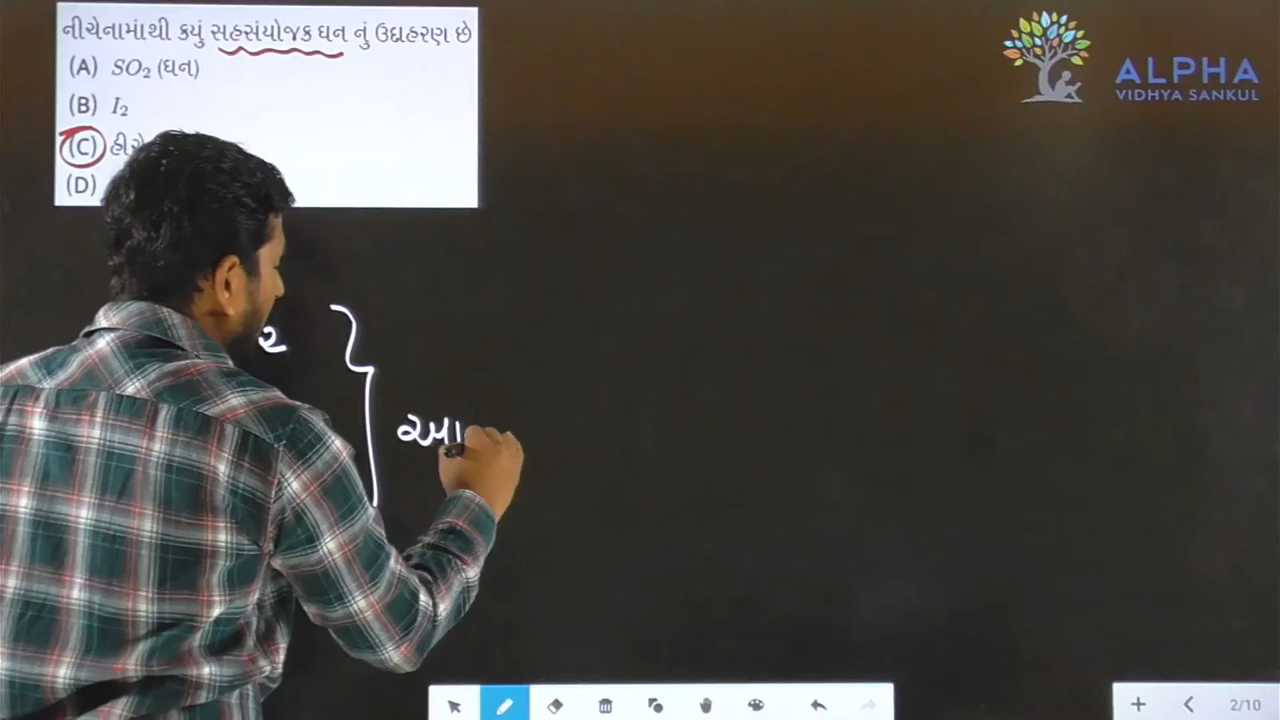 નીચેનામાંથી કયું સહસંયોજક ઘન નું ઉદાહરણ છે
(A) SO₂ (ઘન)
(B) I₂
(C)
(D)
ALPHA
VIDHYA SANKUL
આ
2/10